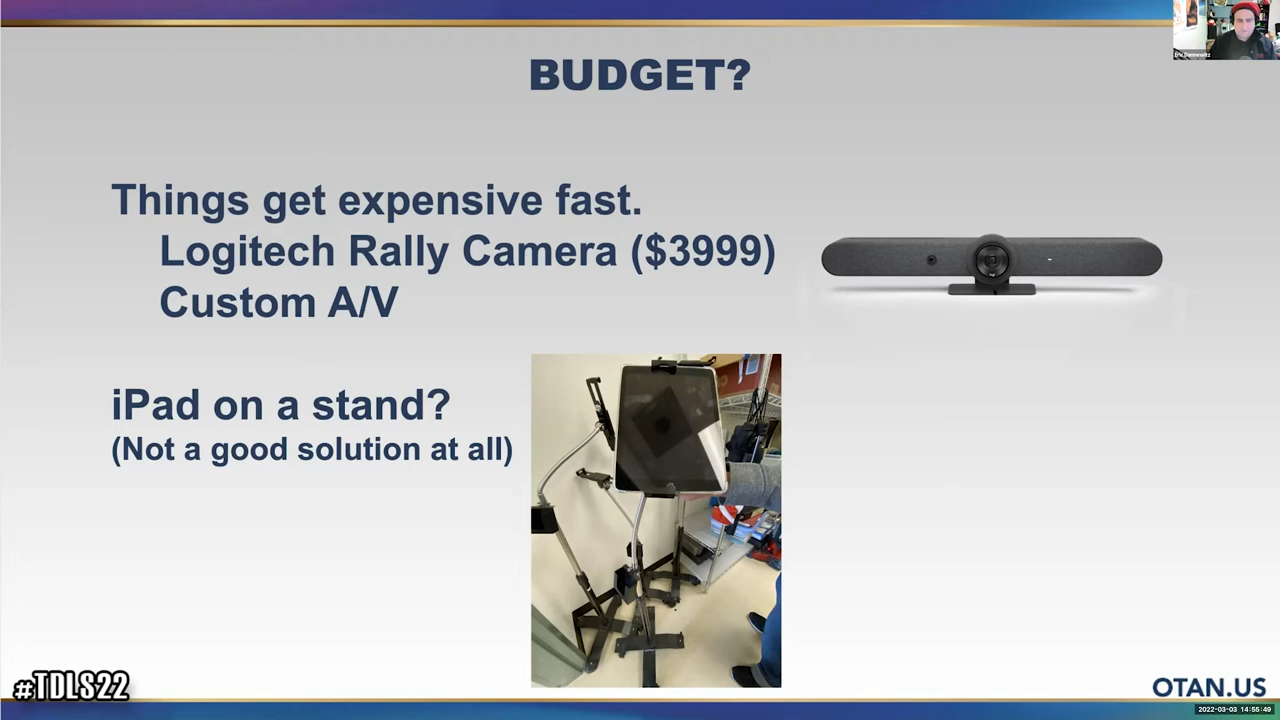 BUDGET?
Things get expensive fast.
Logitech Rally Camera ($3999)
Custom A/V
iPad on a stand?
(Not a good solution at all)
#TDLS22
OTAN.US
2022-03-03 14:55:49